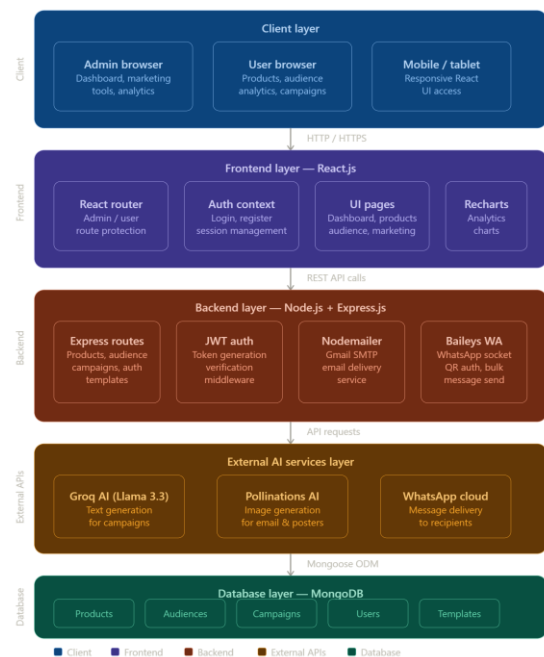 Client
Client layer
Admin browser
Dashboard, marketing
tools, analytics
User browser
Products, audience
analytics, campaigns
Mobile / tablet
Responsive React
UI access
HTTP / HTTPS
Frontend
Frontend layer — React.js
React router
Admin / user
route protection
Auth context
Login, register
session management
UI pages
Dashboard, products
audience, marketing
Recharts
Analytics
charts
REST API calls
Backend
Backend layer — Node.js + Express.js
Express routes
Products, audience
campaigns, auth
templates
JWT auth
Token generation
verification
middleware
Nodemailer
Gmail SMTP
email delivery
service
Baileys WA
WhatsApp socket
QR auth, bulk
message send
API requests
External APIs
External AI services layer
Groq AI (Llama 3.3)
Text generation
for campaigns
Pollinations AI
Image generation
for email & posters
WhatsApp cloud
Message delivery
to recipients
Mongoose ODM
Database
Database layer — MongoDB
Products
Audiences
Campaigns
Users
Templates
Client
Frontend
Backend
External APIs
Database